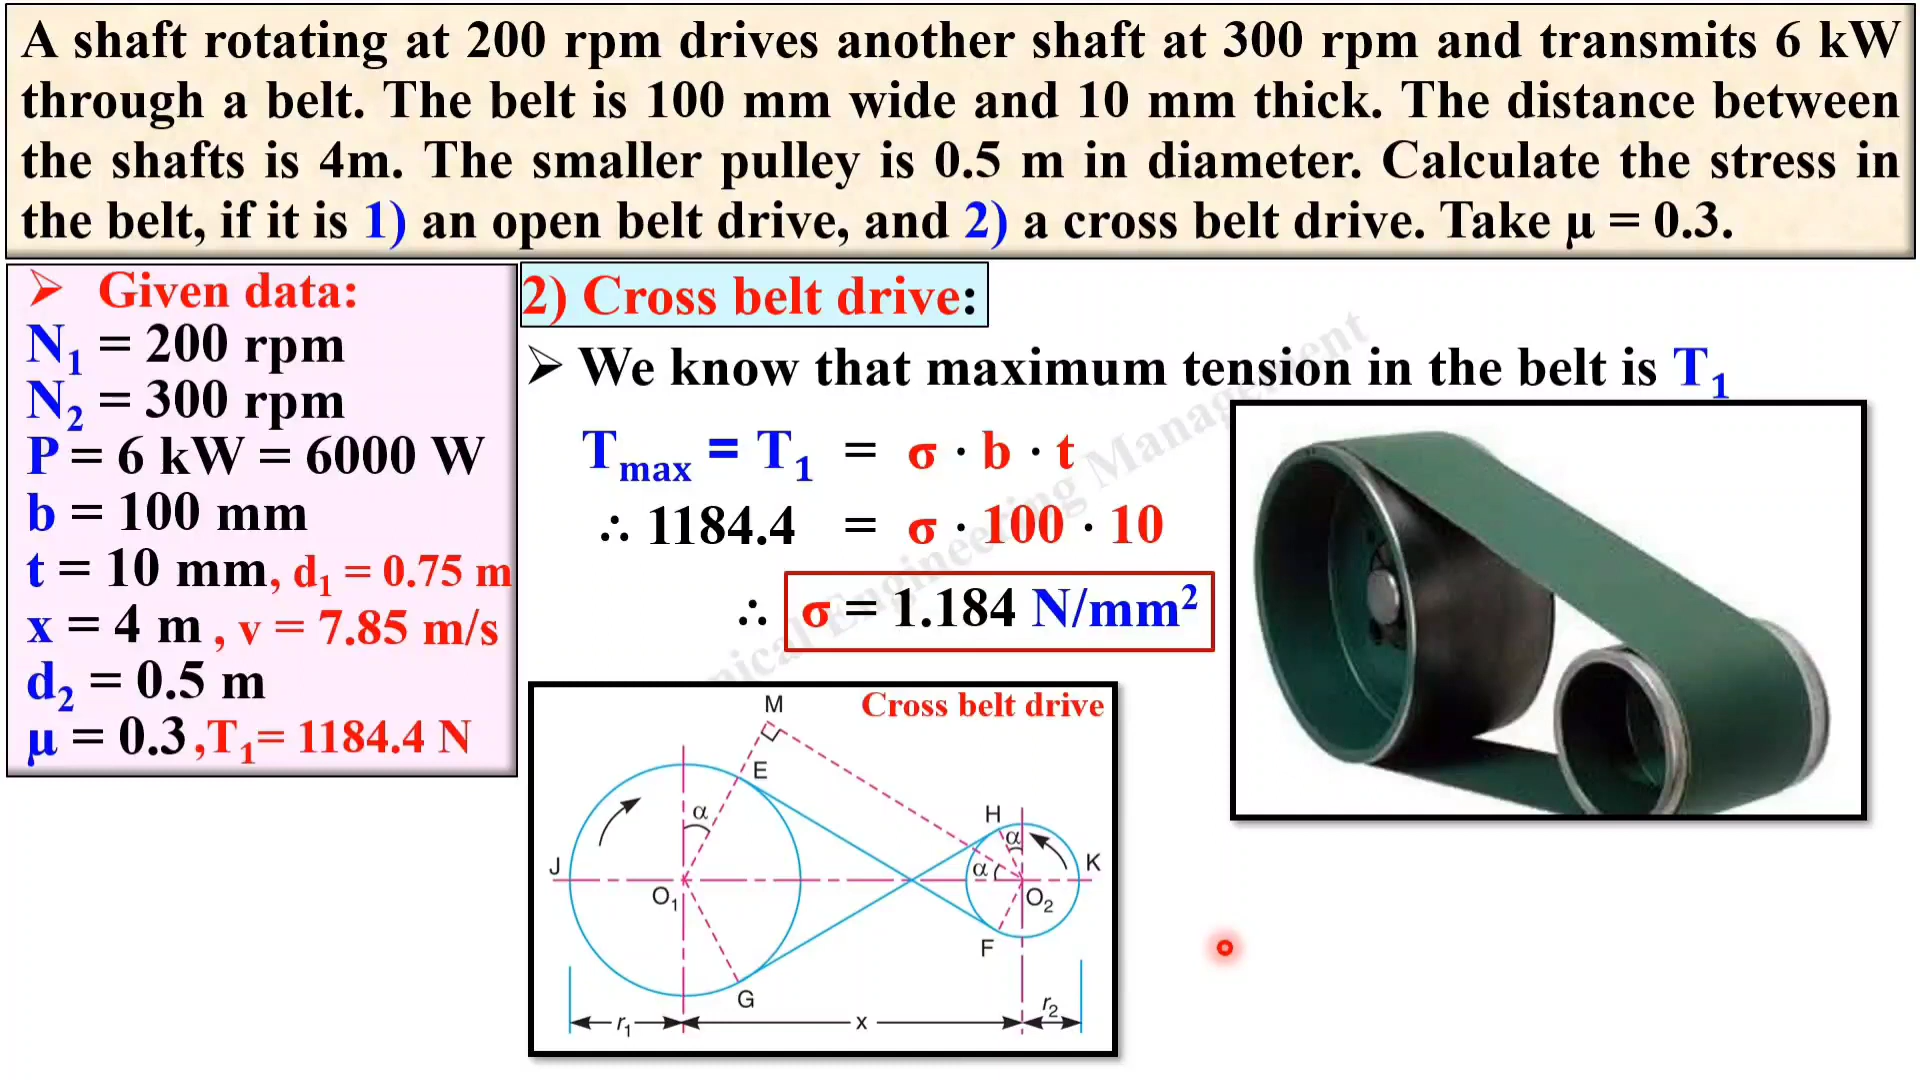 A shaft rotating at 200 rpm drives another shaft at 300 rpm and transmits 6 kW
through a belt. The belt is 100 mm wide and 10 mm thick. The distance between
the shafts is 4m. The smaller pulley is 0.5 m in diameter. Calculate the stress in
the belt, if it is 1) an open belt drive, and 2) a cross belt drive. Take μ = 0.3.
➢ Given data:
N₁ = 200 rpm
N₂ = 300 rpm
P = 6 kW = 6000 W
b = 100 mm
t = 10 mm, d₁ = 0.75 m
x = 4 m , v = 7.85 m/s
d₂ = 0.5 m
μ = 0.3 ,T₁= 1184.4 N
2) Cross belt drive:
➢ We know that maximum tension in the belt is T₁
Tmax = T₁ = σ · b · t
∴ 1184.4 = σ · 100 · 10
∴ σ = 1.184 N/mm²
nical Engineering Management
Cross belt drive
M
E
α
H
α
J
α
K
O₁
O₂
F
G
r₁
x
r₂